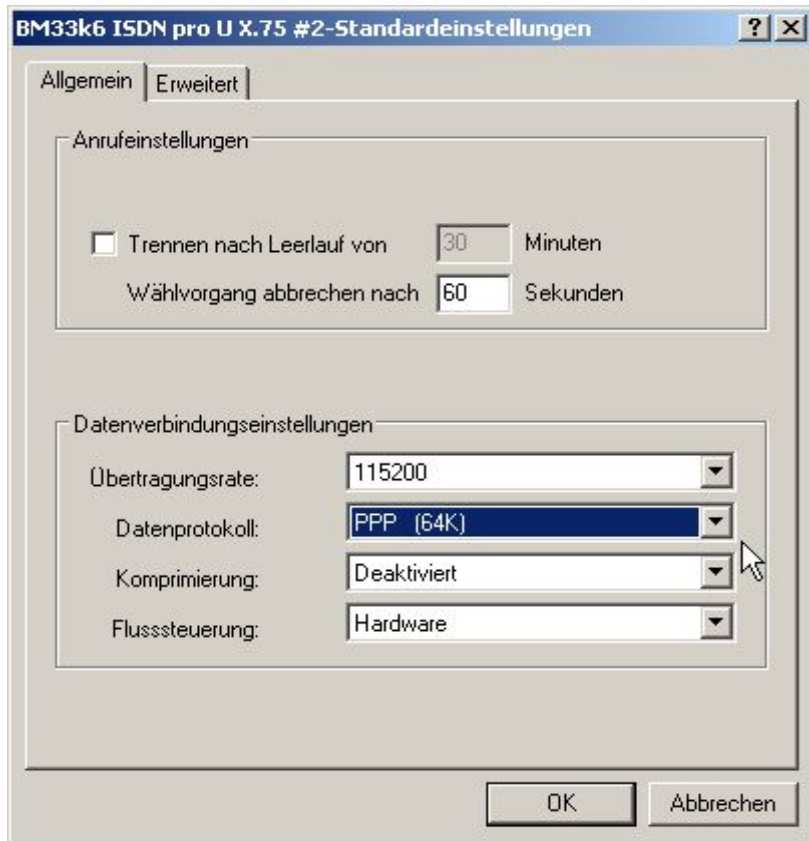 BM33k6 ISDN pro U X.75 #2-Standardeinstellungen
Allgemein Erweitert
Anrufeinstellungen
Trennen nach Leerlauf von 30 Minuten
Wählvorgang abbrechen nach 60 Sekunden
Datenverbindungseinstellungen
Übertragungsrate: 115200
Datenprotokoll: PPP (64K)
Komprimierung: Deaktiviert
Flusssteuerung: Hardware
OK Abbrechen